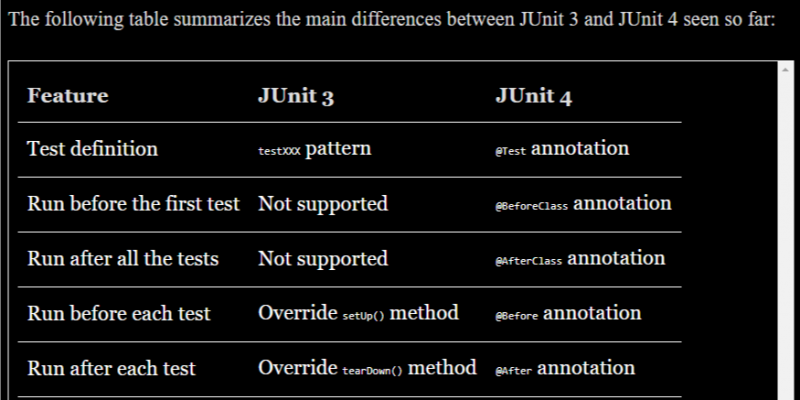 The following table summarizes the main differences between JUnit 3 and JUnit 4 seen so far:
Feature JUnit 3 JUnit 4
Test definition testXXX pattern @Test annotation
Run before the first test Not supported @BeforeClass annotation
Run after all the tests Not supported @AfterClass annotation
Run before each test Override setUp() method @Before annotation
Run after each test Override tearDown() method @After annotation